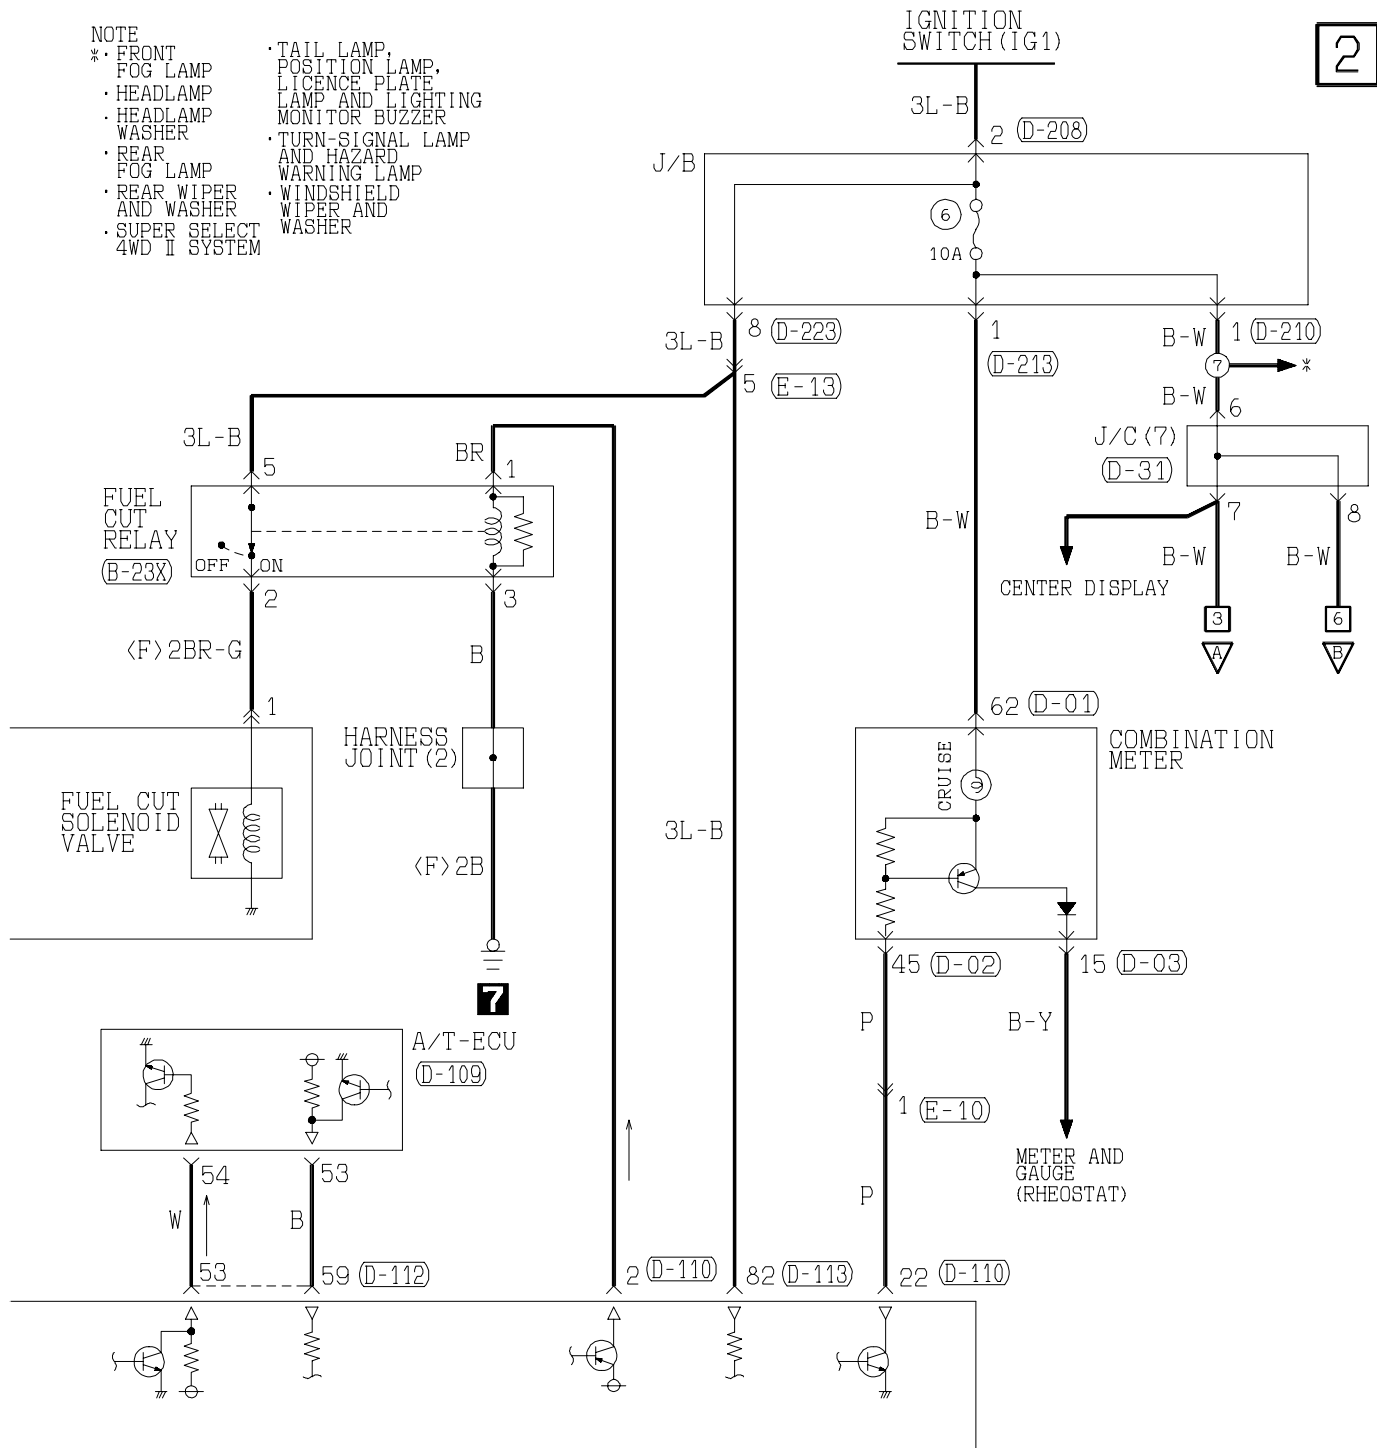 NOTE
* · FRONT
FOG LAMP
· HEADLAMP
· HEADLAMP
WASHER
· REAR
FOG LAMP
· REAR WIPER
AND WASHER
· SUPER SELECT
4WD Ⅱ SYSTEM
· TAIL LAMP,
POSITION LAMP,
LICENCE PLATE
LAMP AND LIGHTING
MONITOR BUZZER
· TURN-SIGNAL LAMP
AND HAZARD
WARNING LAMP
· WINDSHIELD
WIPER AND
WASHER
IGNITION
SWITCH(IG1)
2
3L-B
2 D-208
J/B
6
10A
8 D-223
1
D-213
1 D-210
3L-B
B-W
7 *
5 E-13
B-W
6
3L-B
BR
J/C(7)
D-31
5
1
7
8
FUEL
CUT
RELAY
B-23X
OFF ON
B-W
B-W
B-W
CENTER DISPLAY
2
3
3
6
A
B
<F>2BR-G
B
1
62 D-01
HARNESS
JOINT(2)
COMBINATION
METER
CRUISE
FUEL CUT
SOLENOID
VALVE
3L-B
<F>2B
45 D-02
15 D-03
7
P
B-Y
A/T-ECU
D-109
1 E-10
METER AND
GAUGE
(RHEOSTAT)
54
53
W
B
P
53
59 D-112
2 D-110
82 D-113
22 D-110